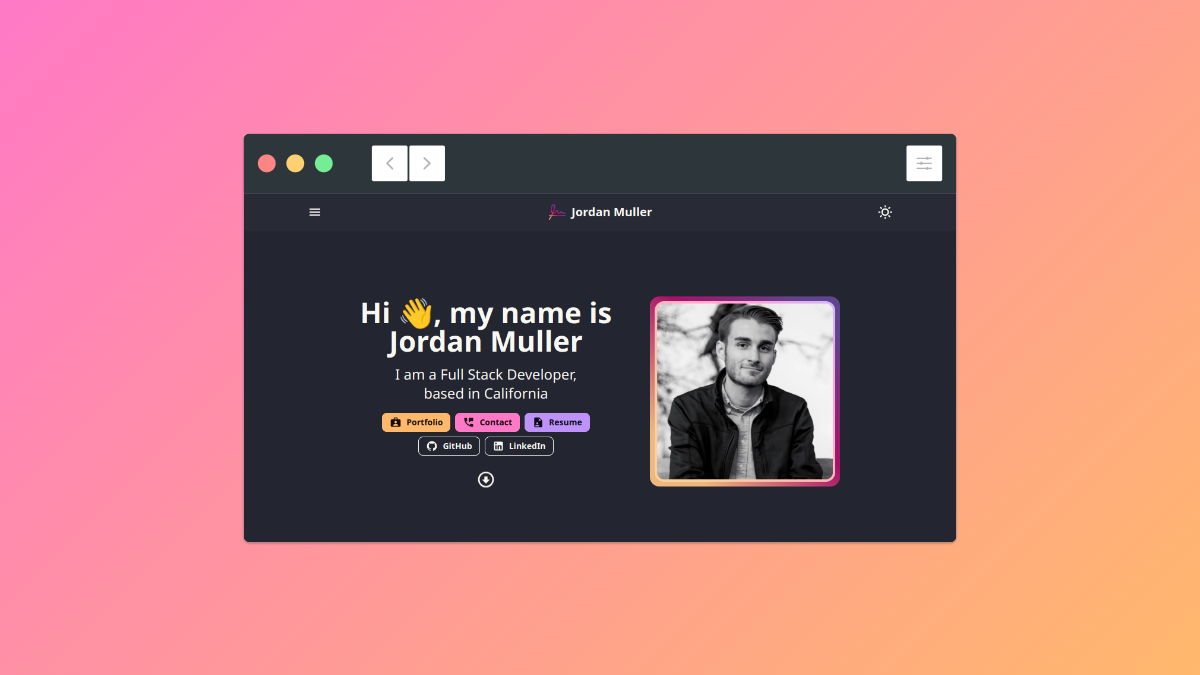 Jordan Muller
Hi 👋, my name is
Jordan Muller
I am a Full Stack Developer,
based in California
Portfolio Contact Resume
GitHub LinkedIn